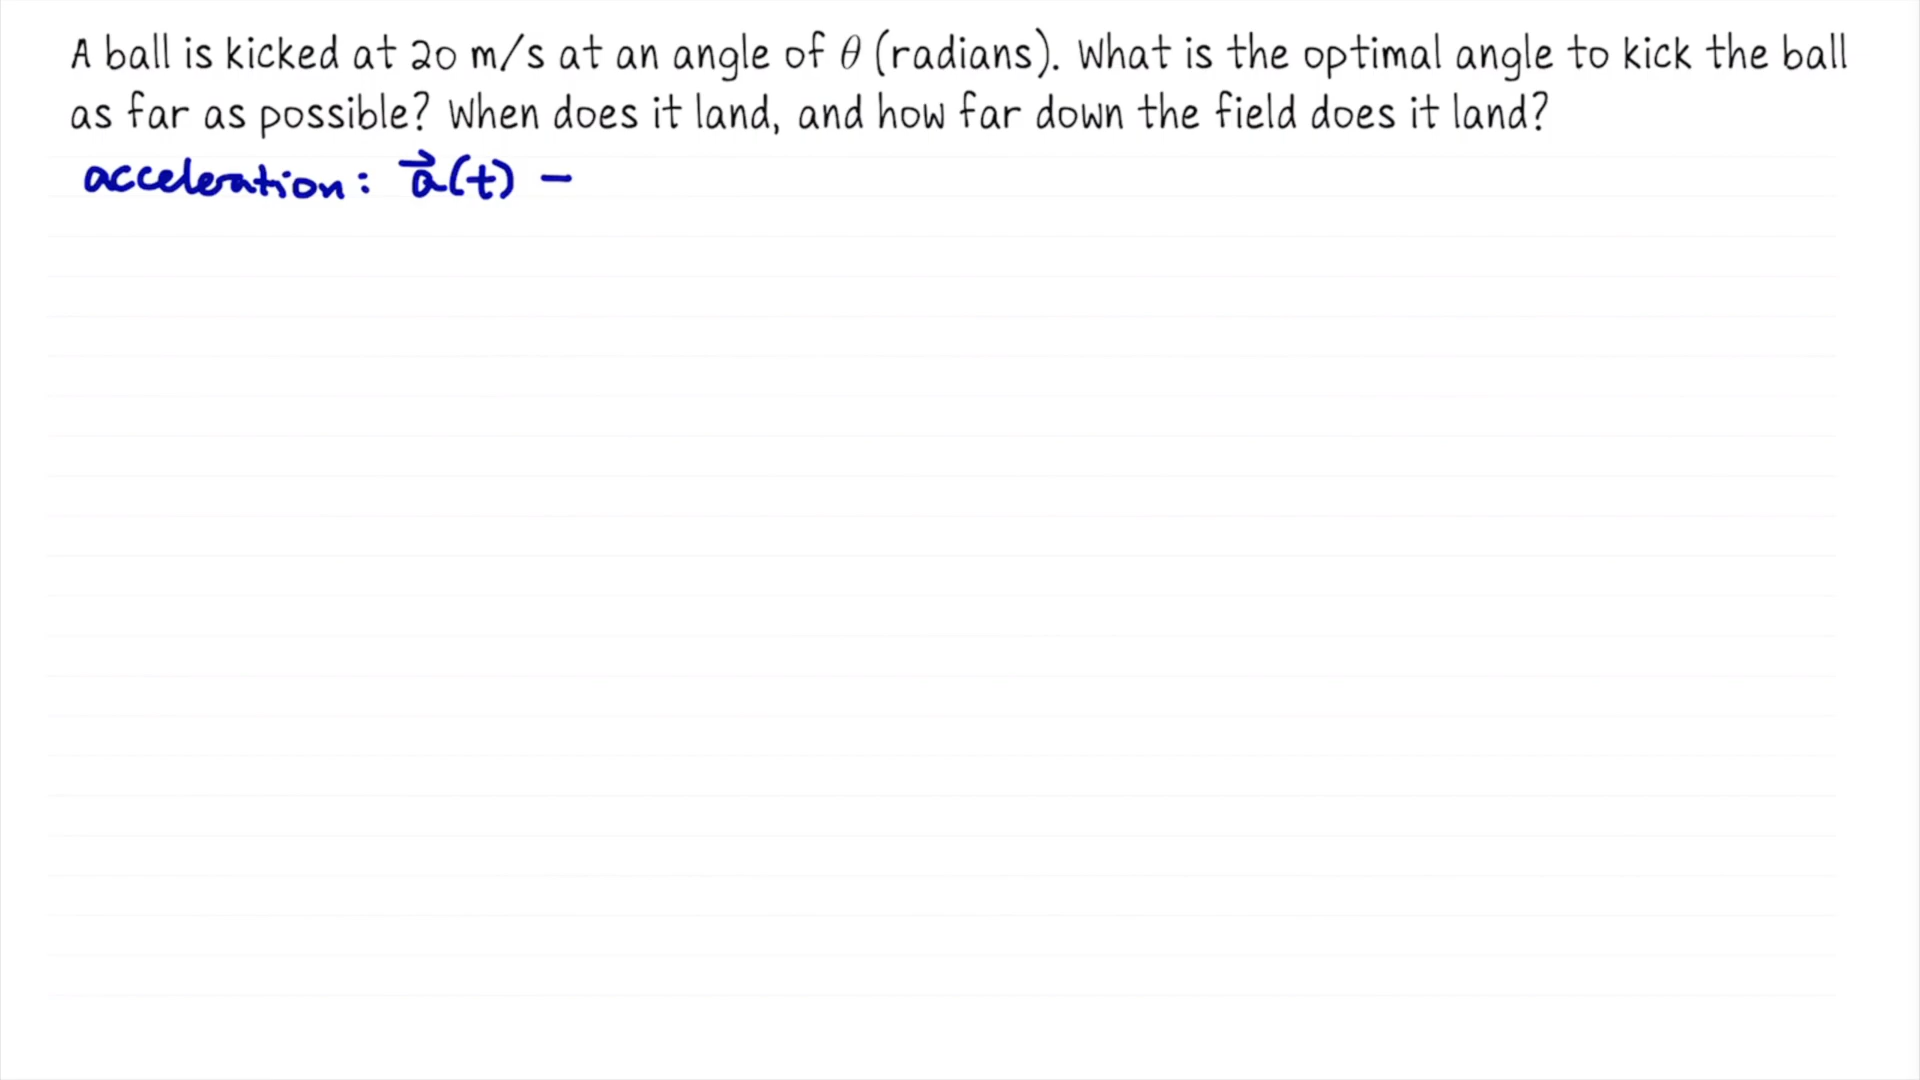 A ball is kicked at 20 m/s at an angle of θ (radians). What is the optimal angle to kick the ball
as far as possible? When does it land, and how far down the field does it land?
acceleration: a⃗(t) −